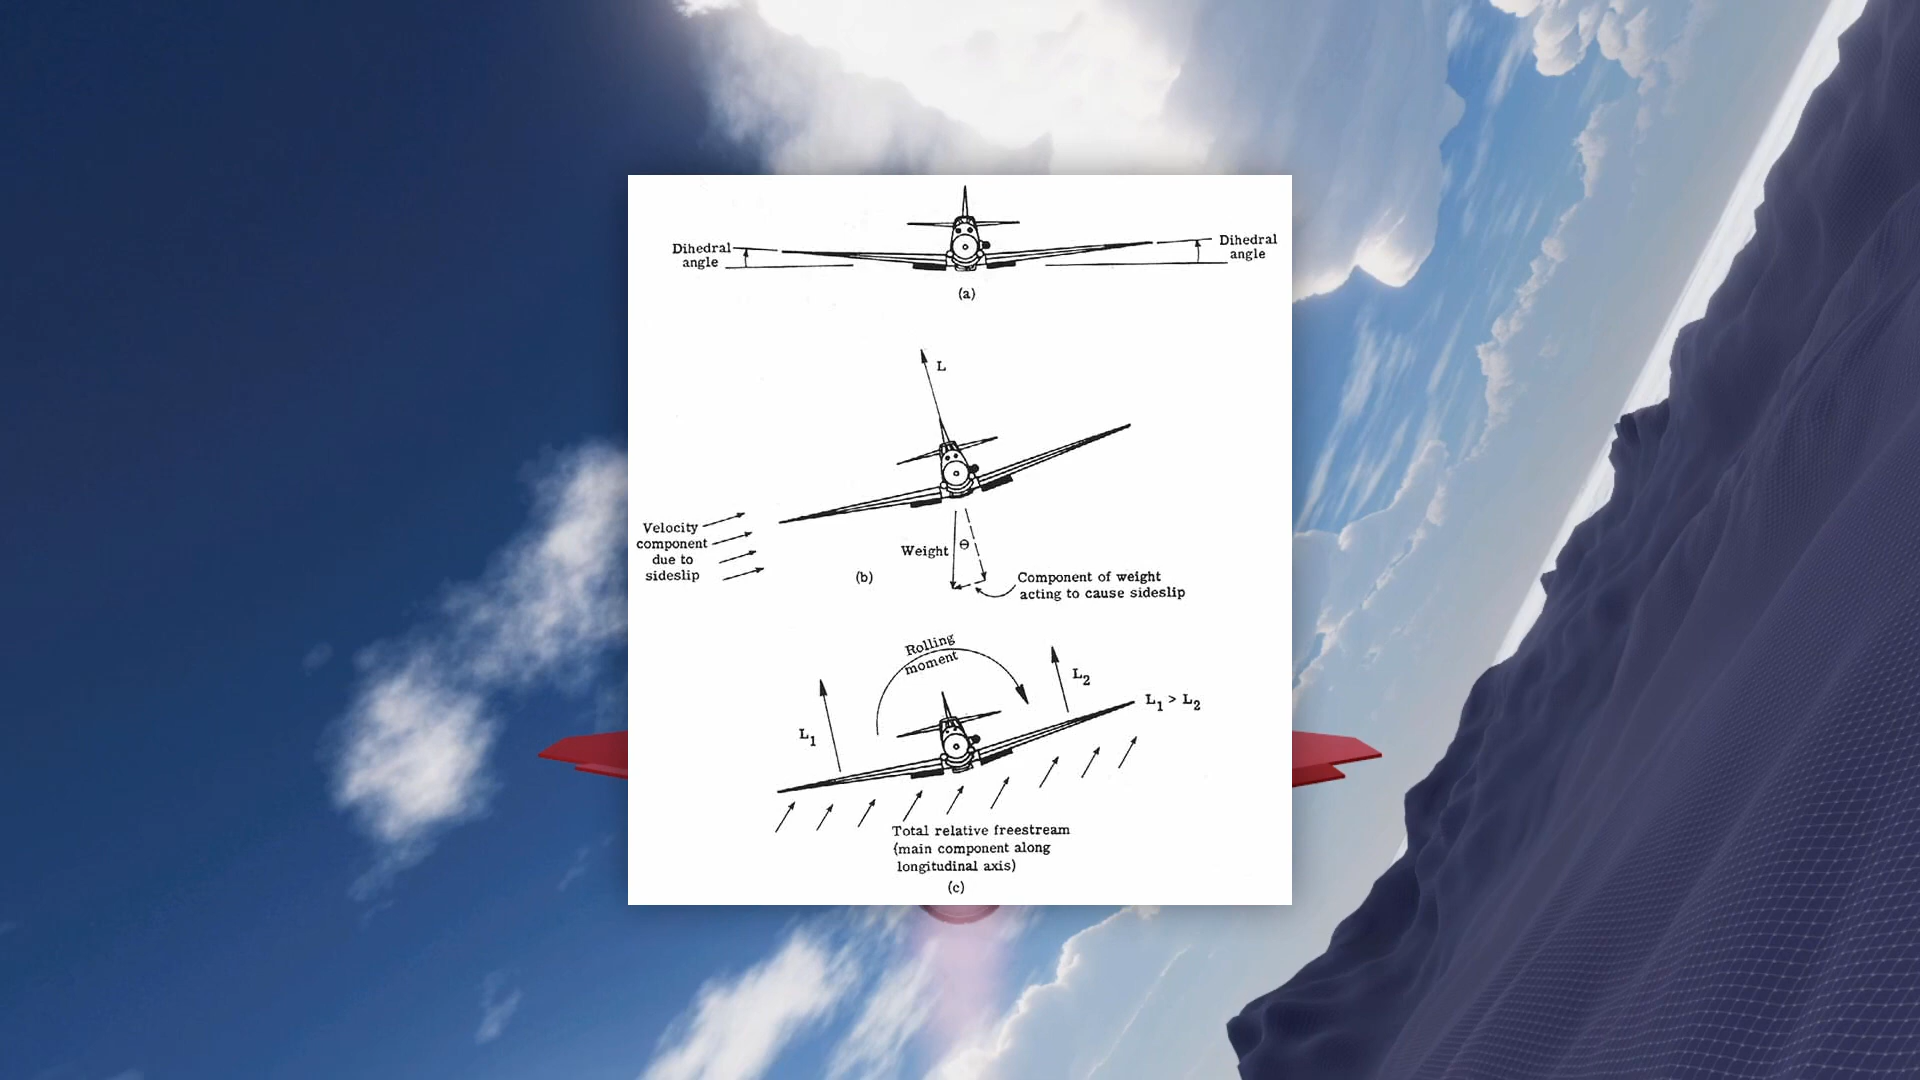 Dihedral
angle
Dihedral
angle
(a)
L
Velocity
component
due to
sideslip
Weight
Θ
(b)
Component of weight
acting to cause sideslip
Rolling
moment
L1
L2
L1 > L2
Total relative freestream
(main component along
longitudinal axis)
(c)